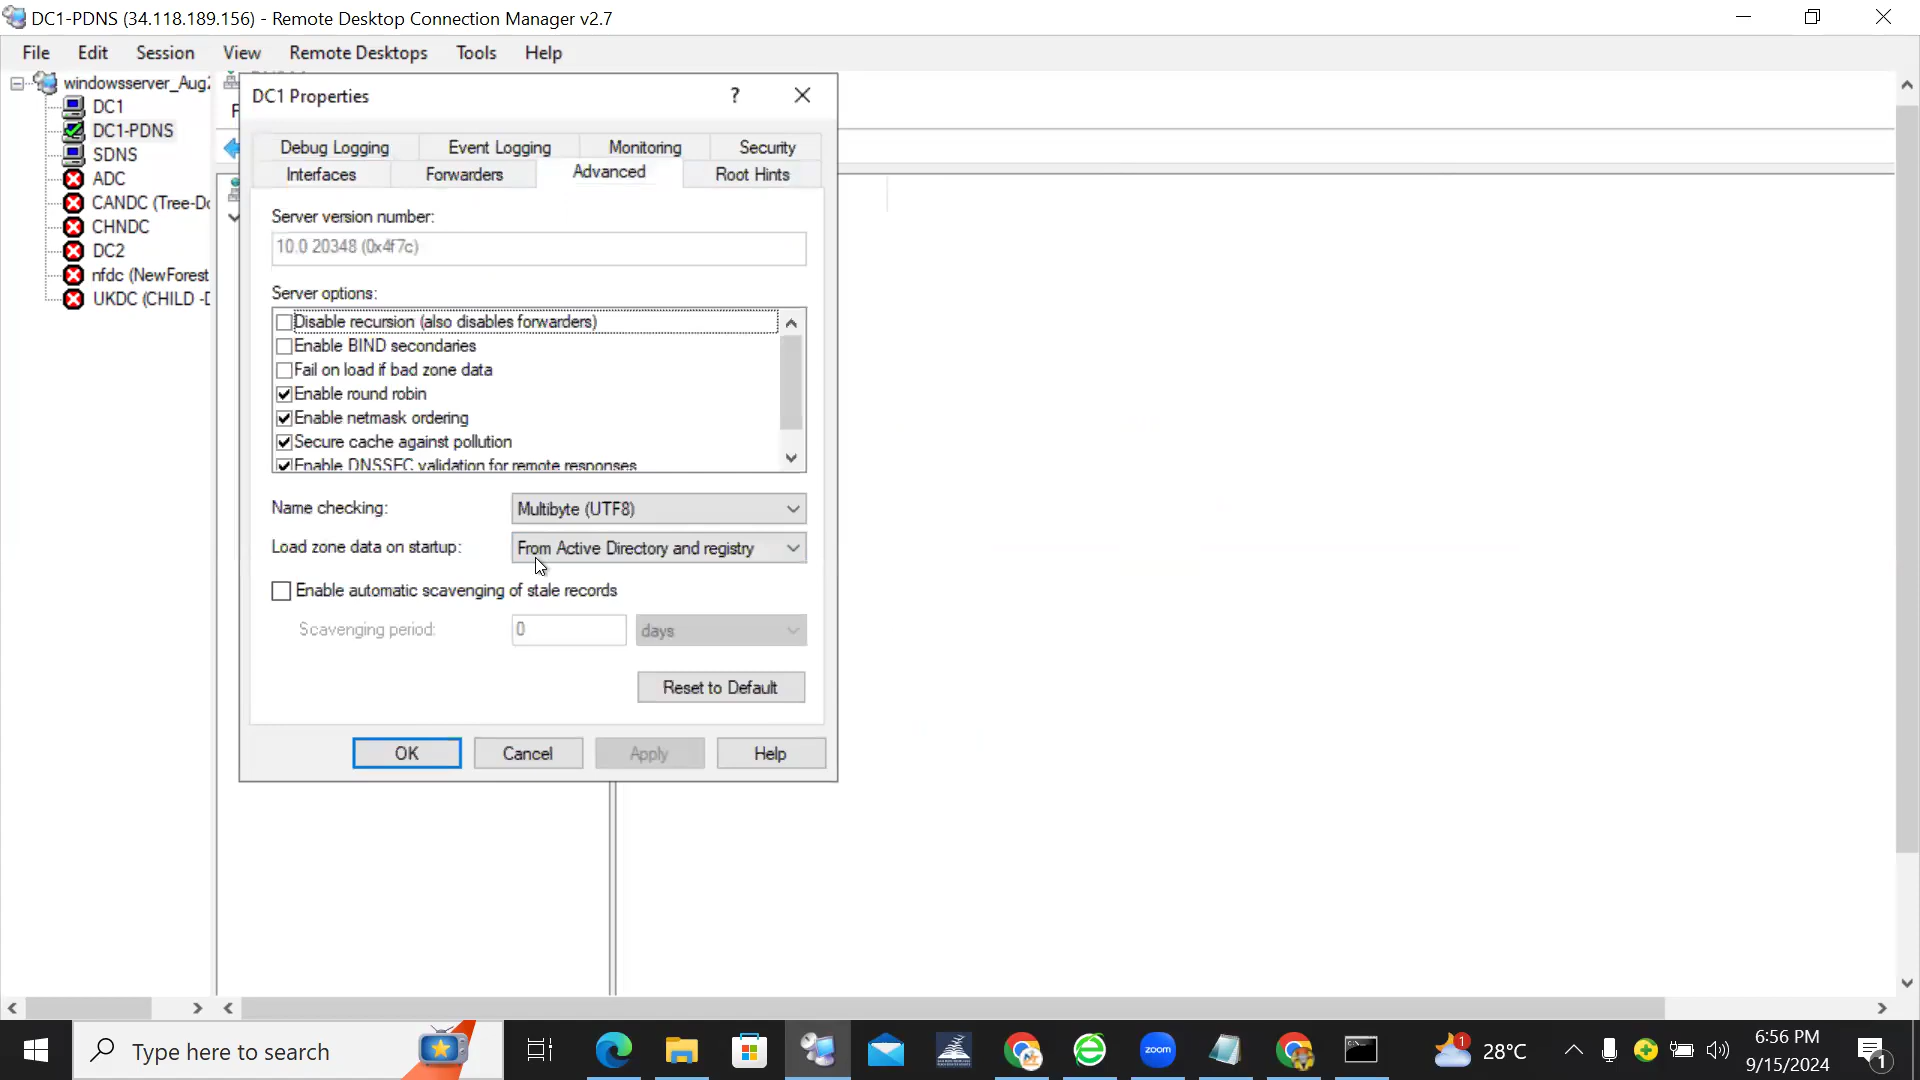 DC1-PDNS (34.118.189.156) - Remote Desktop Connection Manager v2.7
File Edit Session View Remote Desktops Tools Help
windowsserver_Aug2
DC1
DC1-PDNS
SDNS
ADC
CANDC (Tree-Do
CHNDC
DC2
nfdc (NewForest
UKDC (CHILD -D
DC1 Properties
Debug Logging Event Logging Monitoring Security
Interfaces Forwarders Advanced Root Hints
Server version number:
10.0 20348 (0x4f7c)
Server options:
Disable recursion (also disables forwarders)
Enable BIND secondaries
Fail on load if bad zone data
Enable round robin
Enable netmask ordering
Secure cache against pollution
Enable DNSSEC validation for remote responses
Name checking: Multibyte (UTF8)
Load zone data on startup: From Active Directory and registry
Enable automatic scavenging of stale records
Scavenging period: 0 days
Reset to Default
OK Cancel Apply Help
Type here to search
zoom
1
28°C
6:56 PM
9/15/2024
1